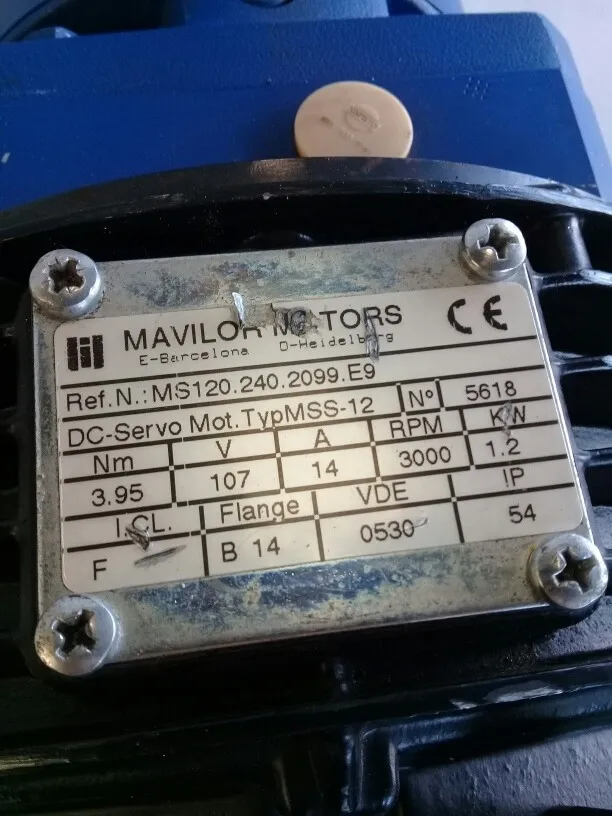 MAVILOR MOTORS
CE
E-Barcelona D-Heidelberg
Ref.N.: MS120.240.2099.E9
DC-Servo Mot.TypMSS-12 Nº 5618
Nm V A RPM KW
3.95 107 14 3000 1.2
I.CL. Flange VDE IP
F B 14 0530 54